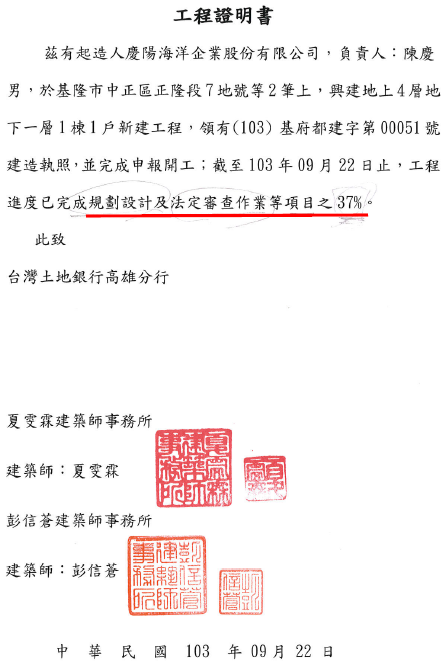 工程證明書
茲有起造人慶陽海洋企業股份有限公司，負責人：陳慶
男，於基隆市中正區正隆段7地號等2筆上，興建地上4層地
下一層1棟1戶新建工程，領有(103) 基府都建字第00051號
建造執照，並完成申報開工；截至103年09月22日止，工程
進度已完成規劃設計及法定審查作業等項目之37%。
此致
台灣土地銀行高雄分行
夏雯霖建築師事務所
建築師：夏雯霖
彭信蒼建築師事務所
建築師：彭信蒼
中 華 民 國 103 年 09 月 22 日